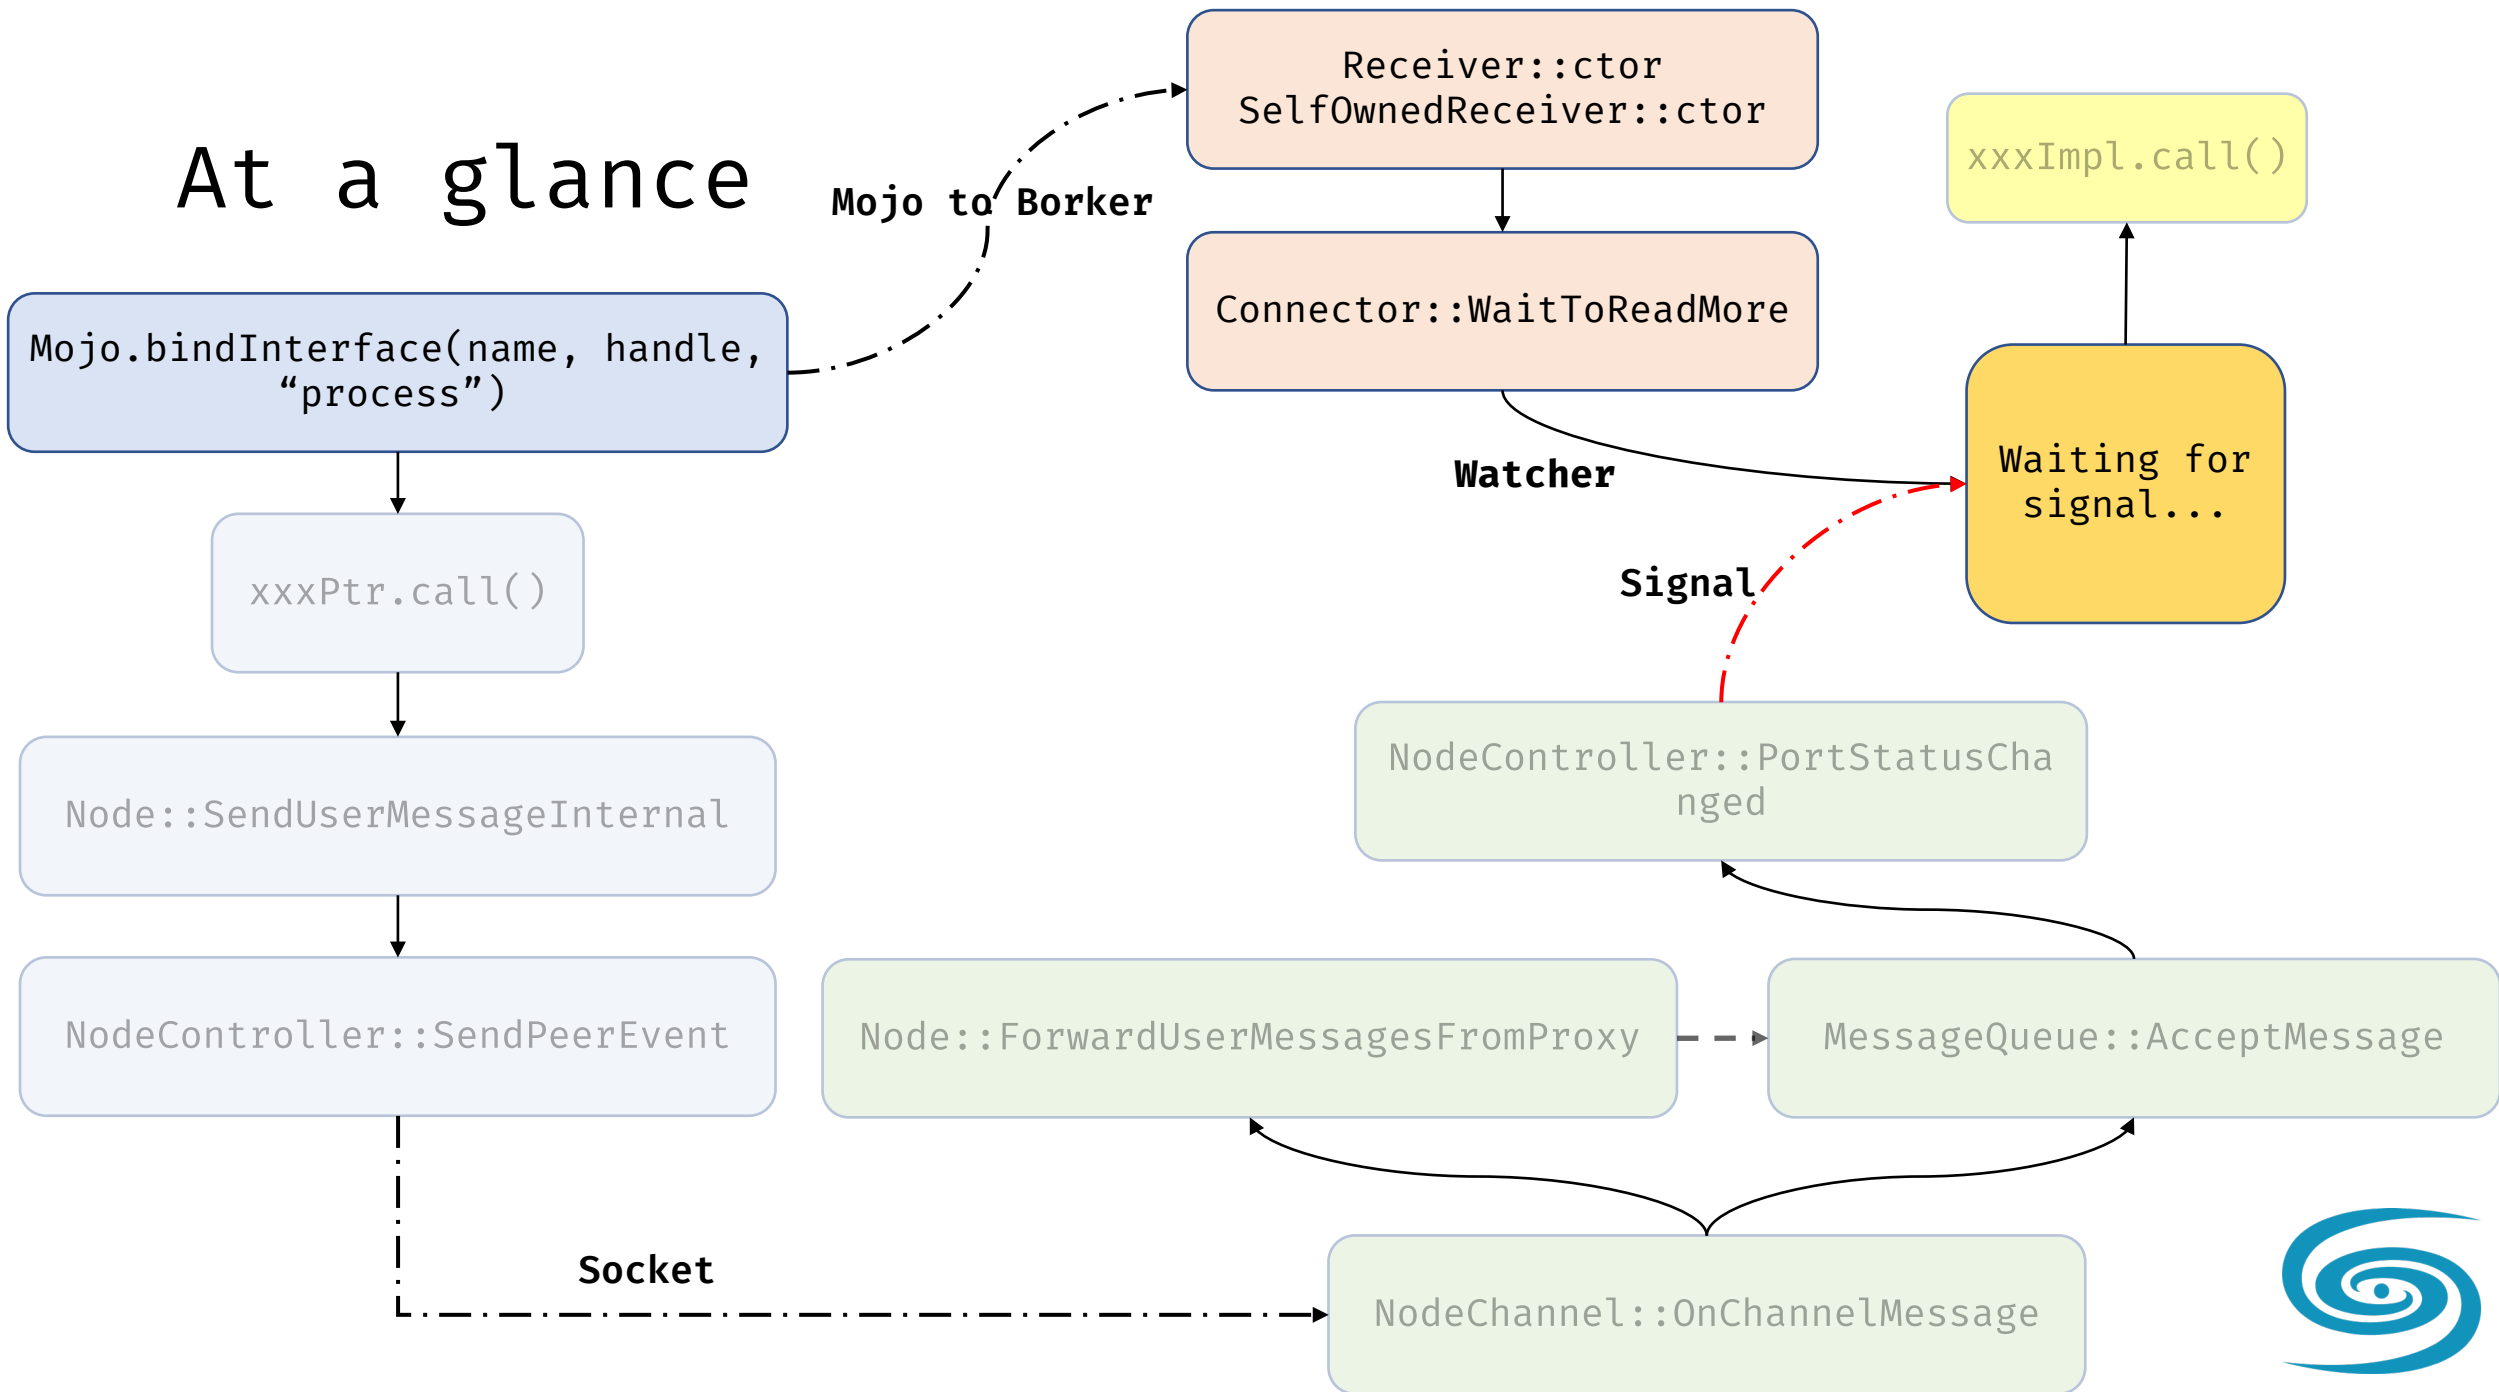 At a glance
Receiver::ctor
SelfOwnedReceiver::ctor
xxxImpl.call()
Mojo to Borker
Connector::WaitToReadMore
Mojo.bindInterface(name, handle,
“process”)
Watcher
Waiting for
signal...
Signal
xxxPtr.call()
NodeController::PortStatusCha
nged
Node::SendUserMessageInternal
NodeController::SendPeerEvent
Node::ForwardUserMessagesFromProxy
MessageQueue::AcceptMessage
Socket
NodeChannel::OnChannelMessage